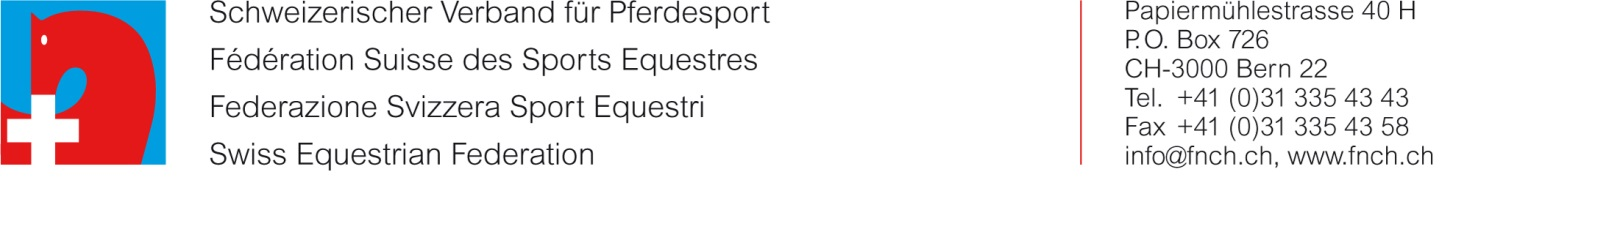 Schweizerischer Verband für Pferdesport
Fédération Suisse des Sports Equestres
Federazione Svizzera Sport Equestri
Swiss Equestrian Federation
Papiermühlestrasse 40 H
P.O. Box 726
CH-3000 Bern 22
Tel. +41 (0)31 335 43 43
Fax +41 (0)31 335 43 58
info@fnch.ch, www.fnch.ch